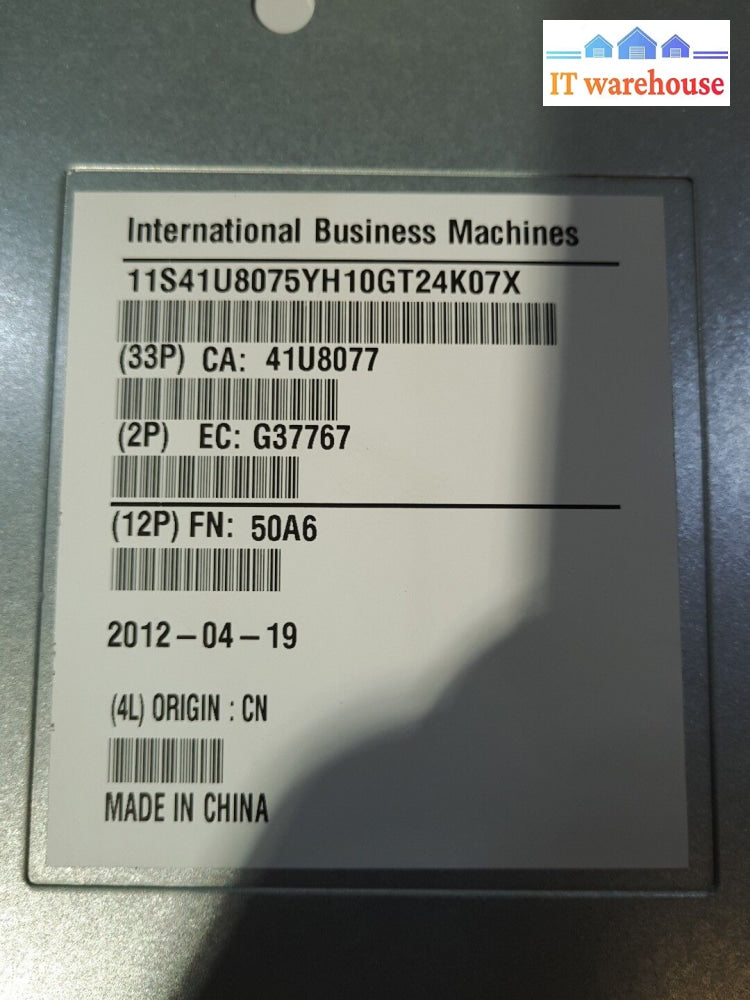 IT warehouse
International Business Machines
11S41U8075YH10GT24K07X
(33P) CA: 41U8077
(2P) EC: G37767
(12P) FN: 50A6
2012-04-19
(4L) ORIGIN : CN
MADE IN CHINA